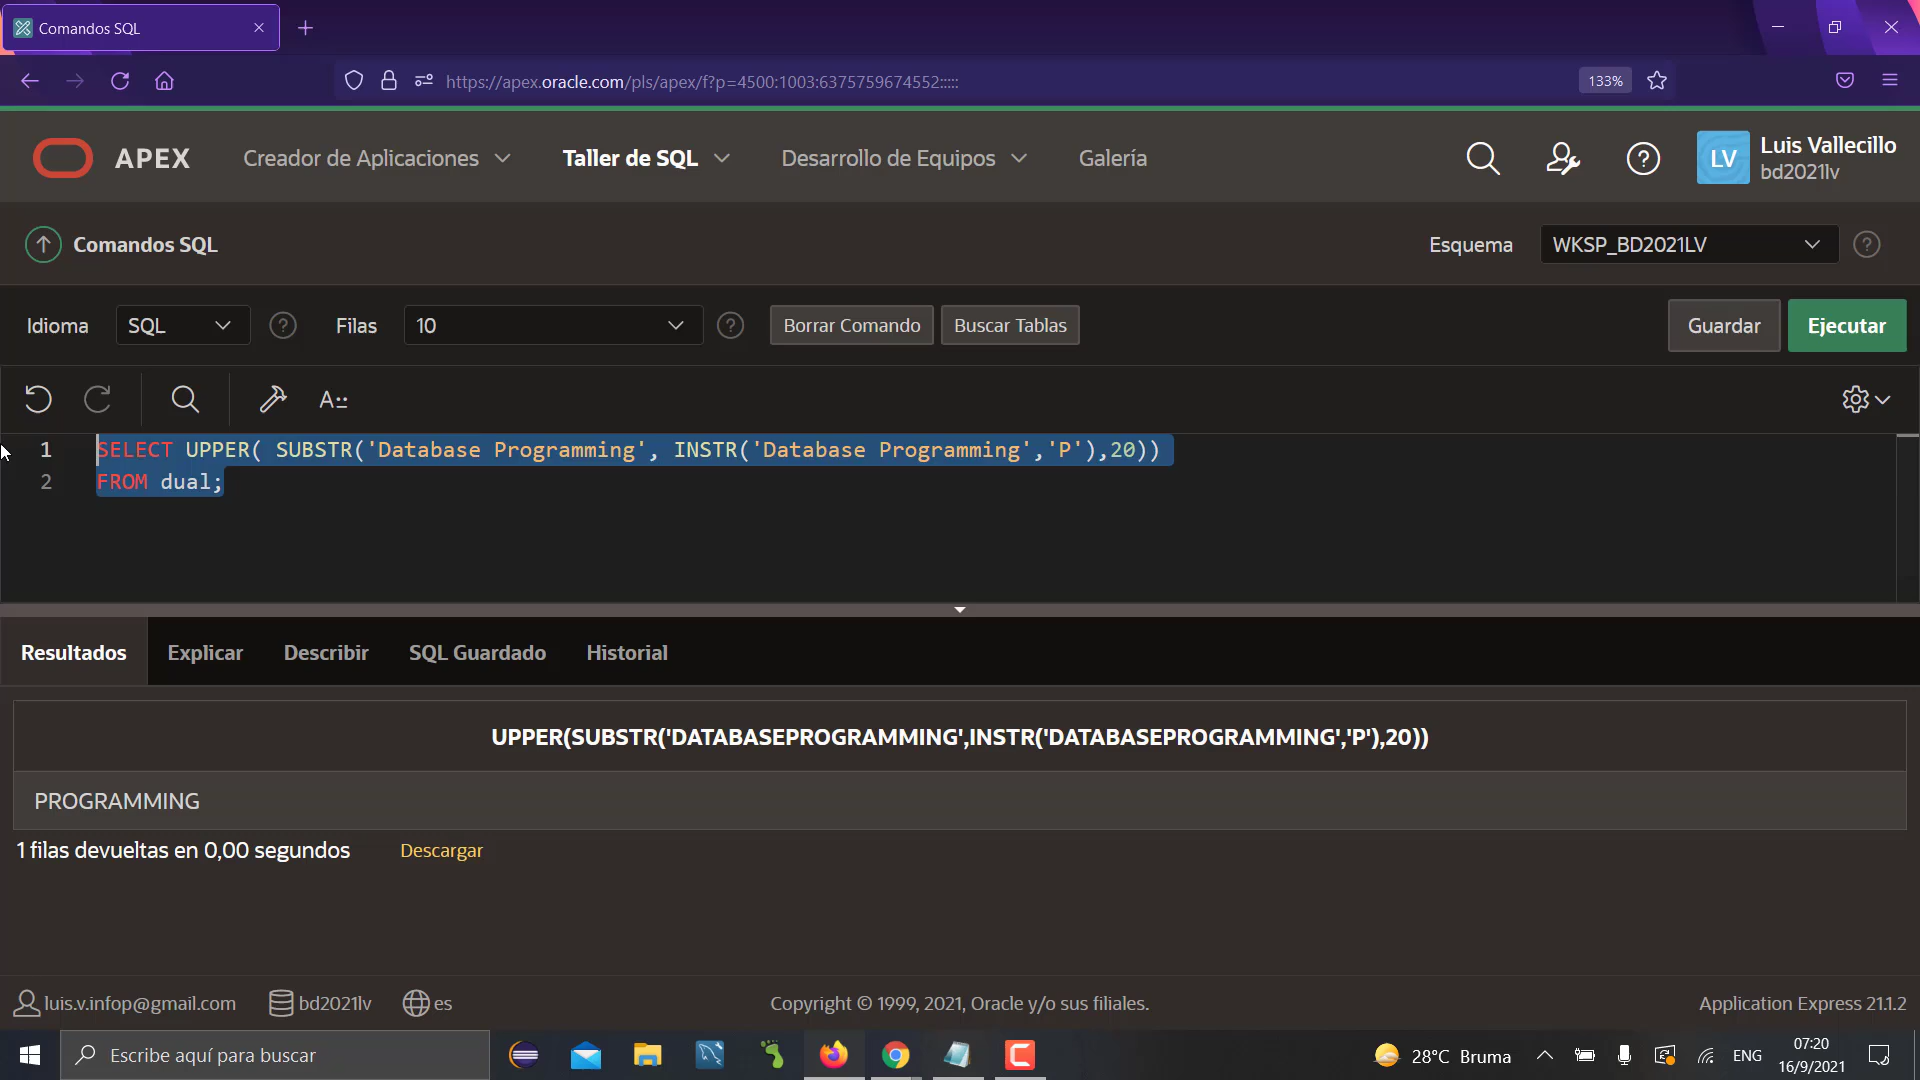 Comandos SQL
https://apex.oracle.com/pls/apex/f?p=4500:1003:6375759674552:::::
133%
APEX
Creador de Aplicaciones
Taller de SQL
Desarrollo de Equipos
Galería
LV
Luis Vallecillo
bd2021lv
Comandos SQL
Esquema
WKSP_BD2021LV
Idioma
SQL
Filas
10
Borrar Comando
Buscar Tablas
Guardar
Ejecutar
A::
1 SELECT UPPER( SUBSTR('Database Programming', INSTR('Database Programming','P'),20))
2 FROM dual;
Resultados
Explicar
Describir
SQL Guardado
Historial
UPPER(SUBSTR('DATABASEPROGRAMMING',INSTR('DATABASEPROGRAMMING','P'),20))
PROGRAMMING
1 filas devueltas en 0,00 segundos
Descargar
luis.v.infop@gmail.com
bd2021lv
es
Copyright © 1999, 2021, Oracle y/o sus filiales.
Application Express 21.1.2
Escribe aquí para buscar
28°C Bruma
ENG
07:20
16/9/2021